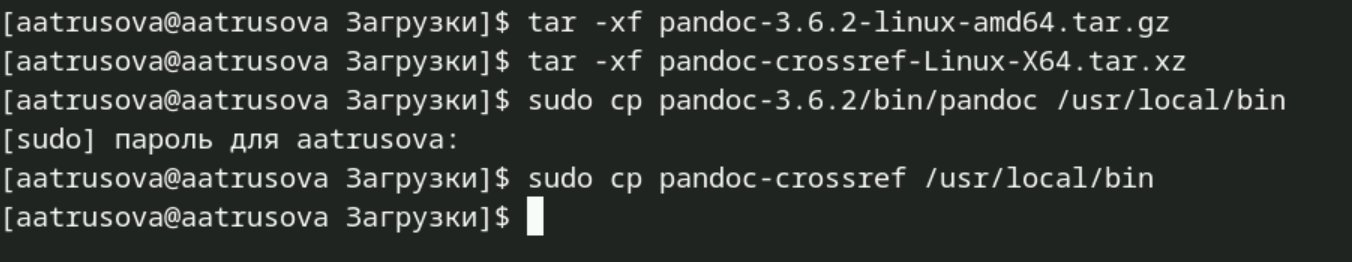 [aatrusova@aatrusova Загрузки]$ tar -xf pandoc-3.6.2-linux-amd64.tar.gz
[aatrusova@aatrusova Загрузки]$ tar -xf pandoc-crossref-Linux-X64.tar.xz
[aatrusova@aatrusova Загрузки]$ sudo cp pandoc-3.6.2/bin/pandoc /usr/local/bin
[sudo] пароль для aatrusova:
[aatrusova@aatrusova Загрузки]$ sudo cp pandoc-crossref /usr/local/bin
[aatrusova@aatrusova Загрузки]$